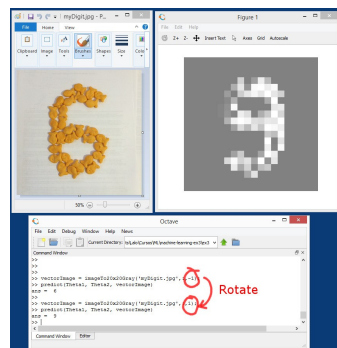 myDigit.jpg - P...
File
Home
View
Clipboard
Image
Tools
Brushes
Shapes
Size
Colors
50%
Figure 1
File Edit Help
Z+ Z- Insert Text Axes Grid Autoscale
Octave
File Edit Debug Window Help News
Current Directory:
Command Window
>>
>>
>>
>> vectorImage = imageTo20x20Gray('myDigit.jpg', ,-1);
>> predict(Theta1, Theta2, vectorImage)
ans = 6
>>
>> vectorImage = imageTo20x20Gray('myDigit.jpg', ,1);
>> predict(Theta1, Theta2, vectorImage)
ans = 9
>>
Rotate
Command Window Editor